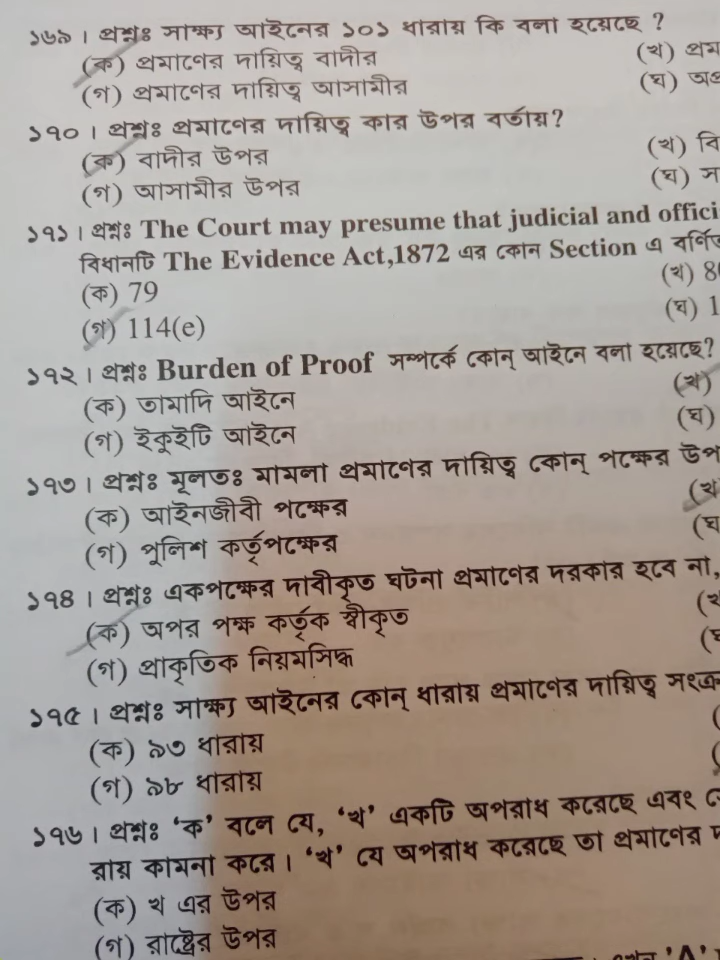 ১৬৯। প্রশ্নঃ সাক্ষ্য আইনের ১০১ ধারায় কি বলা হয়েছে ?
(ক) প্রমাণের দায়িত্ব বাদীর (খ) প্রম
(গ) প্রমাণের দায়িত্ব আসামীর (ঘ) অপ্র
১৭০। প্রশ্নঃ প্রমাণের দায়িত্ব কার উপর বর্তায়?
(ক) বাদীর উপর (খ) বি
(গ) আসামীর উপর (ঘ) স
১৭১। প্রশ্নঃ The Court may presume that judicial and offici
বিধানটি The Evidence Act,1872 এর কোন Section এ বর্ণিত
(ক) 79 (খ) 8
(গ) 114(e) (ঘ) 1
১৭২। প্রশ্নঃ Burden of Proof সম্পর্কে কোন্ আইনে বলা হয়েছে?
(ক) তামাদি আইনে (খ)
(গ) ইকুইটি আইনে (ঘ)
১৭৩। প্রশ্নঃ মূলতঃ মামলা প্রমাণের দায়িত্ব কোন্ পক্ষের উপ
(ক) আইনজীবী পক্ষের (খ
(গ) পুলিশ কর্তৃপক্ষের (ঘ
১৭৪। প্রশ্নঃ একপক্ষের দাবীকৃত ঘটনা প্রমাণের দরকার হবে না,
(ক) অপর পক্ষ কর্তৃক স্বীকৃত (খ
(গ) প্রাকৃতিক নিয়মসিদ্ধ (ঘ
১৭৫। প্রশ্নঃ সাক্ষ্য আইনের কোন্ ধারায় প্রমাণের দায়িত্ব সংক্রা
(ক) ৯৩ ধারায় (
(গ) ৯৮ ধারায় (
১৭৬। প্রশ্নঃ ‘ক’ বলে যে, ‘খ’ একটি অপরাধ করেছে এবং
রায় কামনা করে। ‘খ’ যে অপরাধ করেছে তা প্রমাণের দ
(ক) খ এর উপর
(গ) রাষ্ট্রের উপর